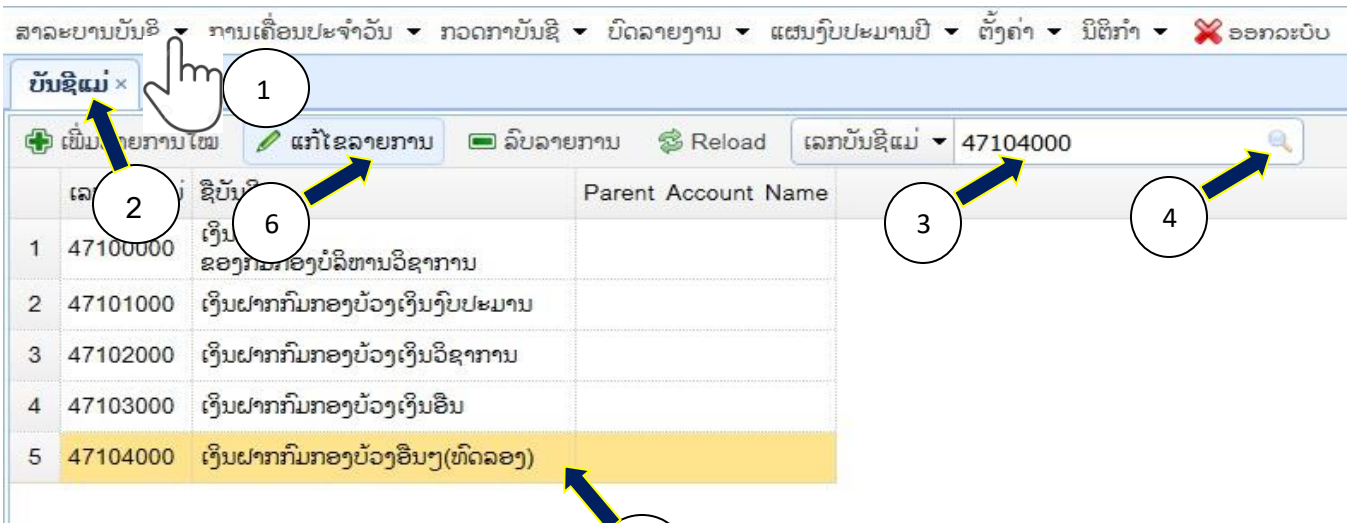 ສາລະບານບັນຊີ ການເຄື່ອນປະຈຳວັນ ກວດກາບັນຊີ ບົດລາຍງານ ແຜນງົບປະມານປີ ຕັ້ງຄ່າ ນິຕິກຳ ອອກລະບົບ
ບັນຊີແມ່ ×
1
ເພີ່ມລາຍການໃໝ່ ແກ້ໄຂລາຍການ ລົບລາຍການ Reload ເລກບັນຊີແມ່ 47104000
2 6 3 4
Parent Account Name
1 47100000
ຂອງກົມກອງບໍລິຫານວິຊາການ
2 47101000 ເງິນຝາກກົມກອງບ້ວງເງິນງົບປະມານ
3 47102000 ເງິນຝາກກົມກອງບ້ວງເງິນວິຊາການ
4 47103000 ເງິນຝາກກົມກອງບ້ວງເງິນອື່ນ
5 47104000 ເງິນຝາກກົມກອງບ້ວງອື່ນໆ(ທົດລອງ)